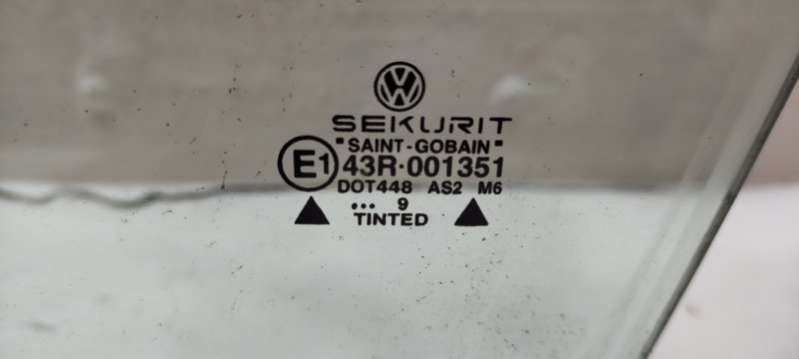 SEKURIT
"SAINT-GOBAIN"
E1 43R·001351
DOT448 AS2 M6
... 9
TINTED